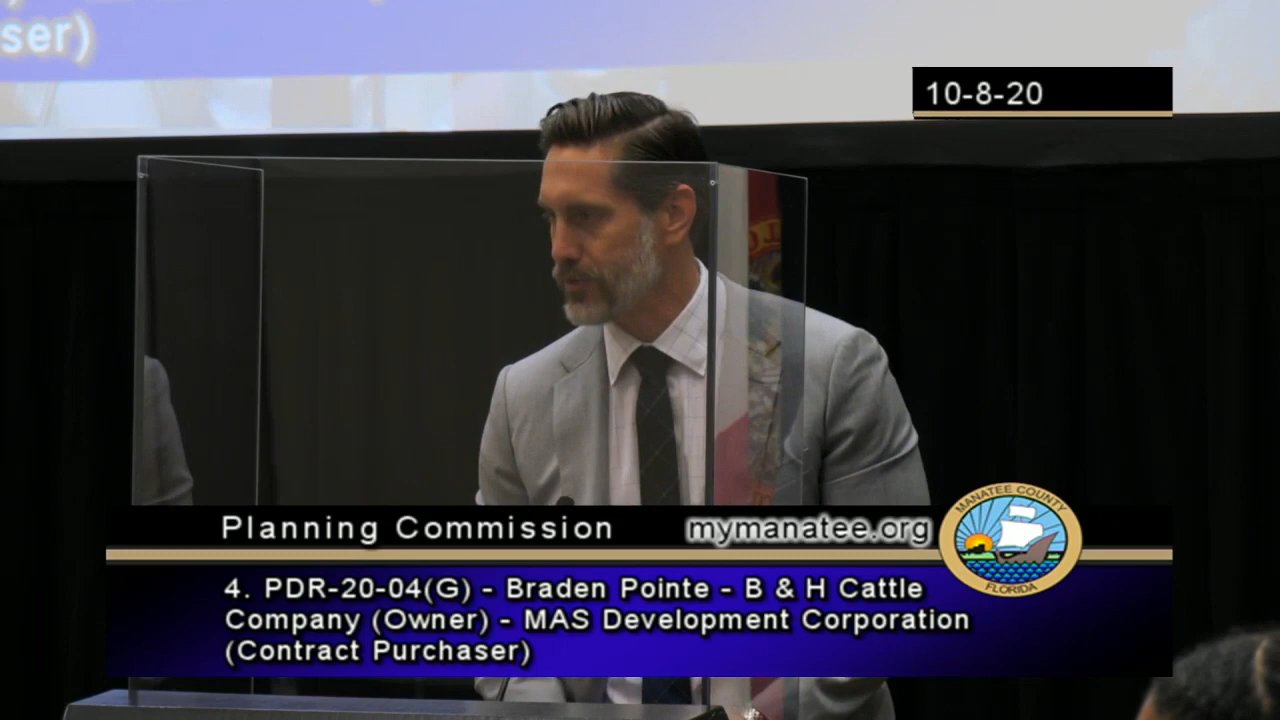 ser)
10-8-20
Planning Commission
mymanatee.org
MANATEE COUNTY
FLORIDA
4. PDR-20-04(G) - Braden Pointe - B & H Cattle
Company (Owner) - MAS Development Corporation
(Contract Purchaser)